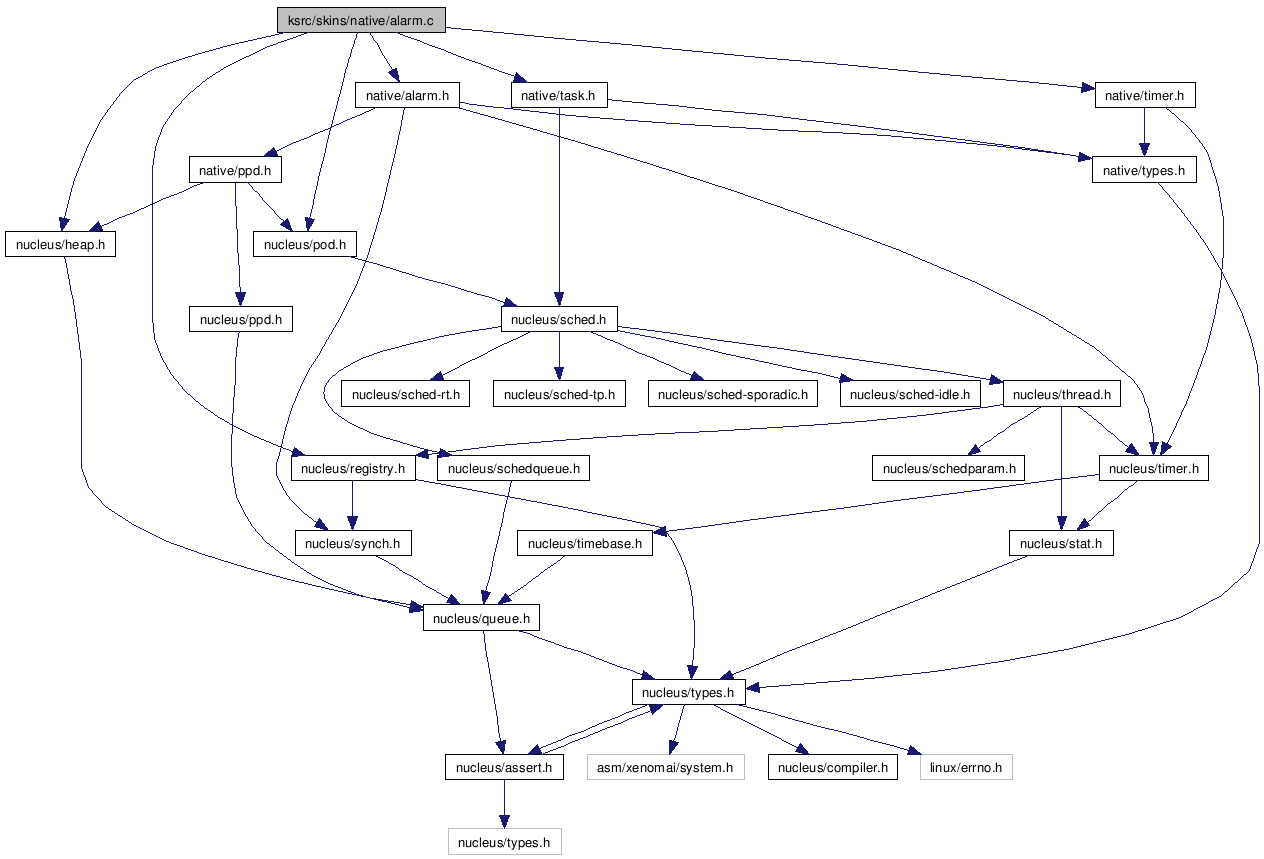 ksrc/skins/native/alarm.c
native/alarm.h
native/task.h
native/timer.h
native/ppd.h
native/types.h
nucleus/heap.h
nucleus/pod.h
nucleus/ppd.h
nucleus/sched.h
nucleus/sched-rt.h
nucleus/sched-tp.h
nucleus/sched-sporadic.h
nucleus/sched-idle.h
nucleus/thread.h
nucleus/registry.h
nucleus/schedqueue.h
nucleus/schedparam.h
nucleus/timer.h
nucleus/synch.h
nucleus/timebase.h
nucleus/stat.h
nucleus/queue.h
nucleus/types.h
nucleus/assert.h
asm/xenomai/system.h
nucleus/compiler.h
linux/errno.h
nucleus/types.h